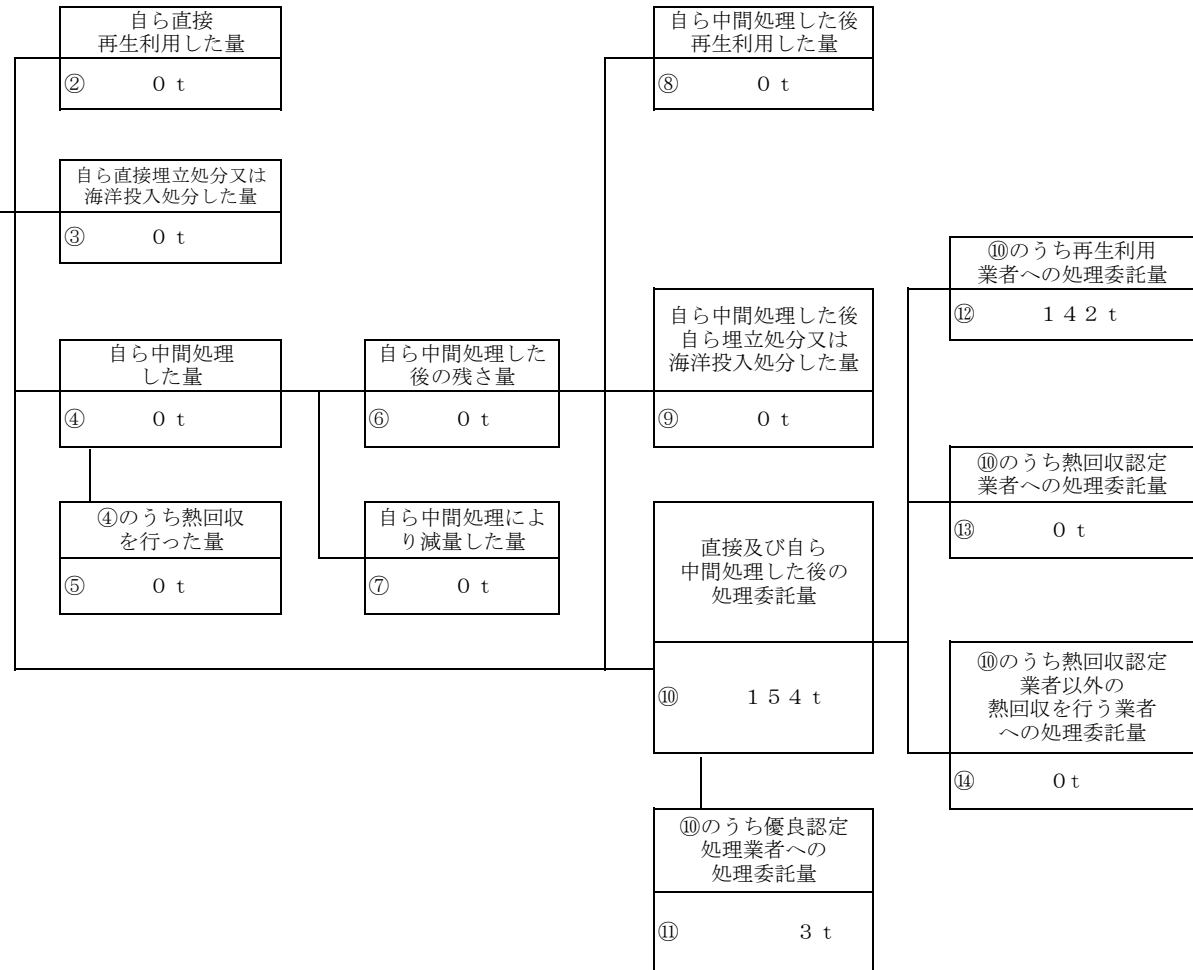 自ら直接
再生利用した量
② 0 t
自ら中間処理した後
再生利用した量
⑧ 0 t
自ら直接埋立処分又は
海洋投入処分した量
③ 0 t
⑩のうち再生利用
業者への処理委託量
⑫ 142t
自ら中間処理
した量
④ 0 t
自ら中間処理した
後の残さ量
⑥ 0 t
自ら中間処理した後
自ら埋立処分又は
海洋投入処分した量
⑨ 0 t
⑩のうち熱回収認定
業者への処理委託量
⑬ 0 t
④のうち熱回収
を行った量
⑤ 0 t
自ら中間処理によ
り減量した量
⑦ 0 t
直接及び自ら
中間処理した後の
処理委託量
⑩ 154t
⑩のうち熱回収認定
業者以外の
熱回収を行う業者
への処理委託量
⑭ 0t
⑩のうち優良認定
処理業者への
処理委託量
⑪ 3 t